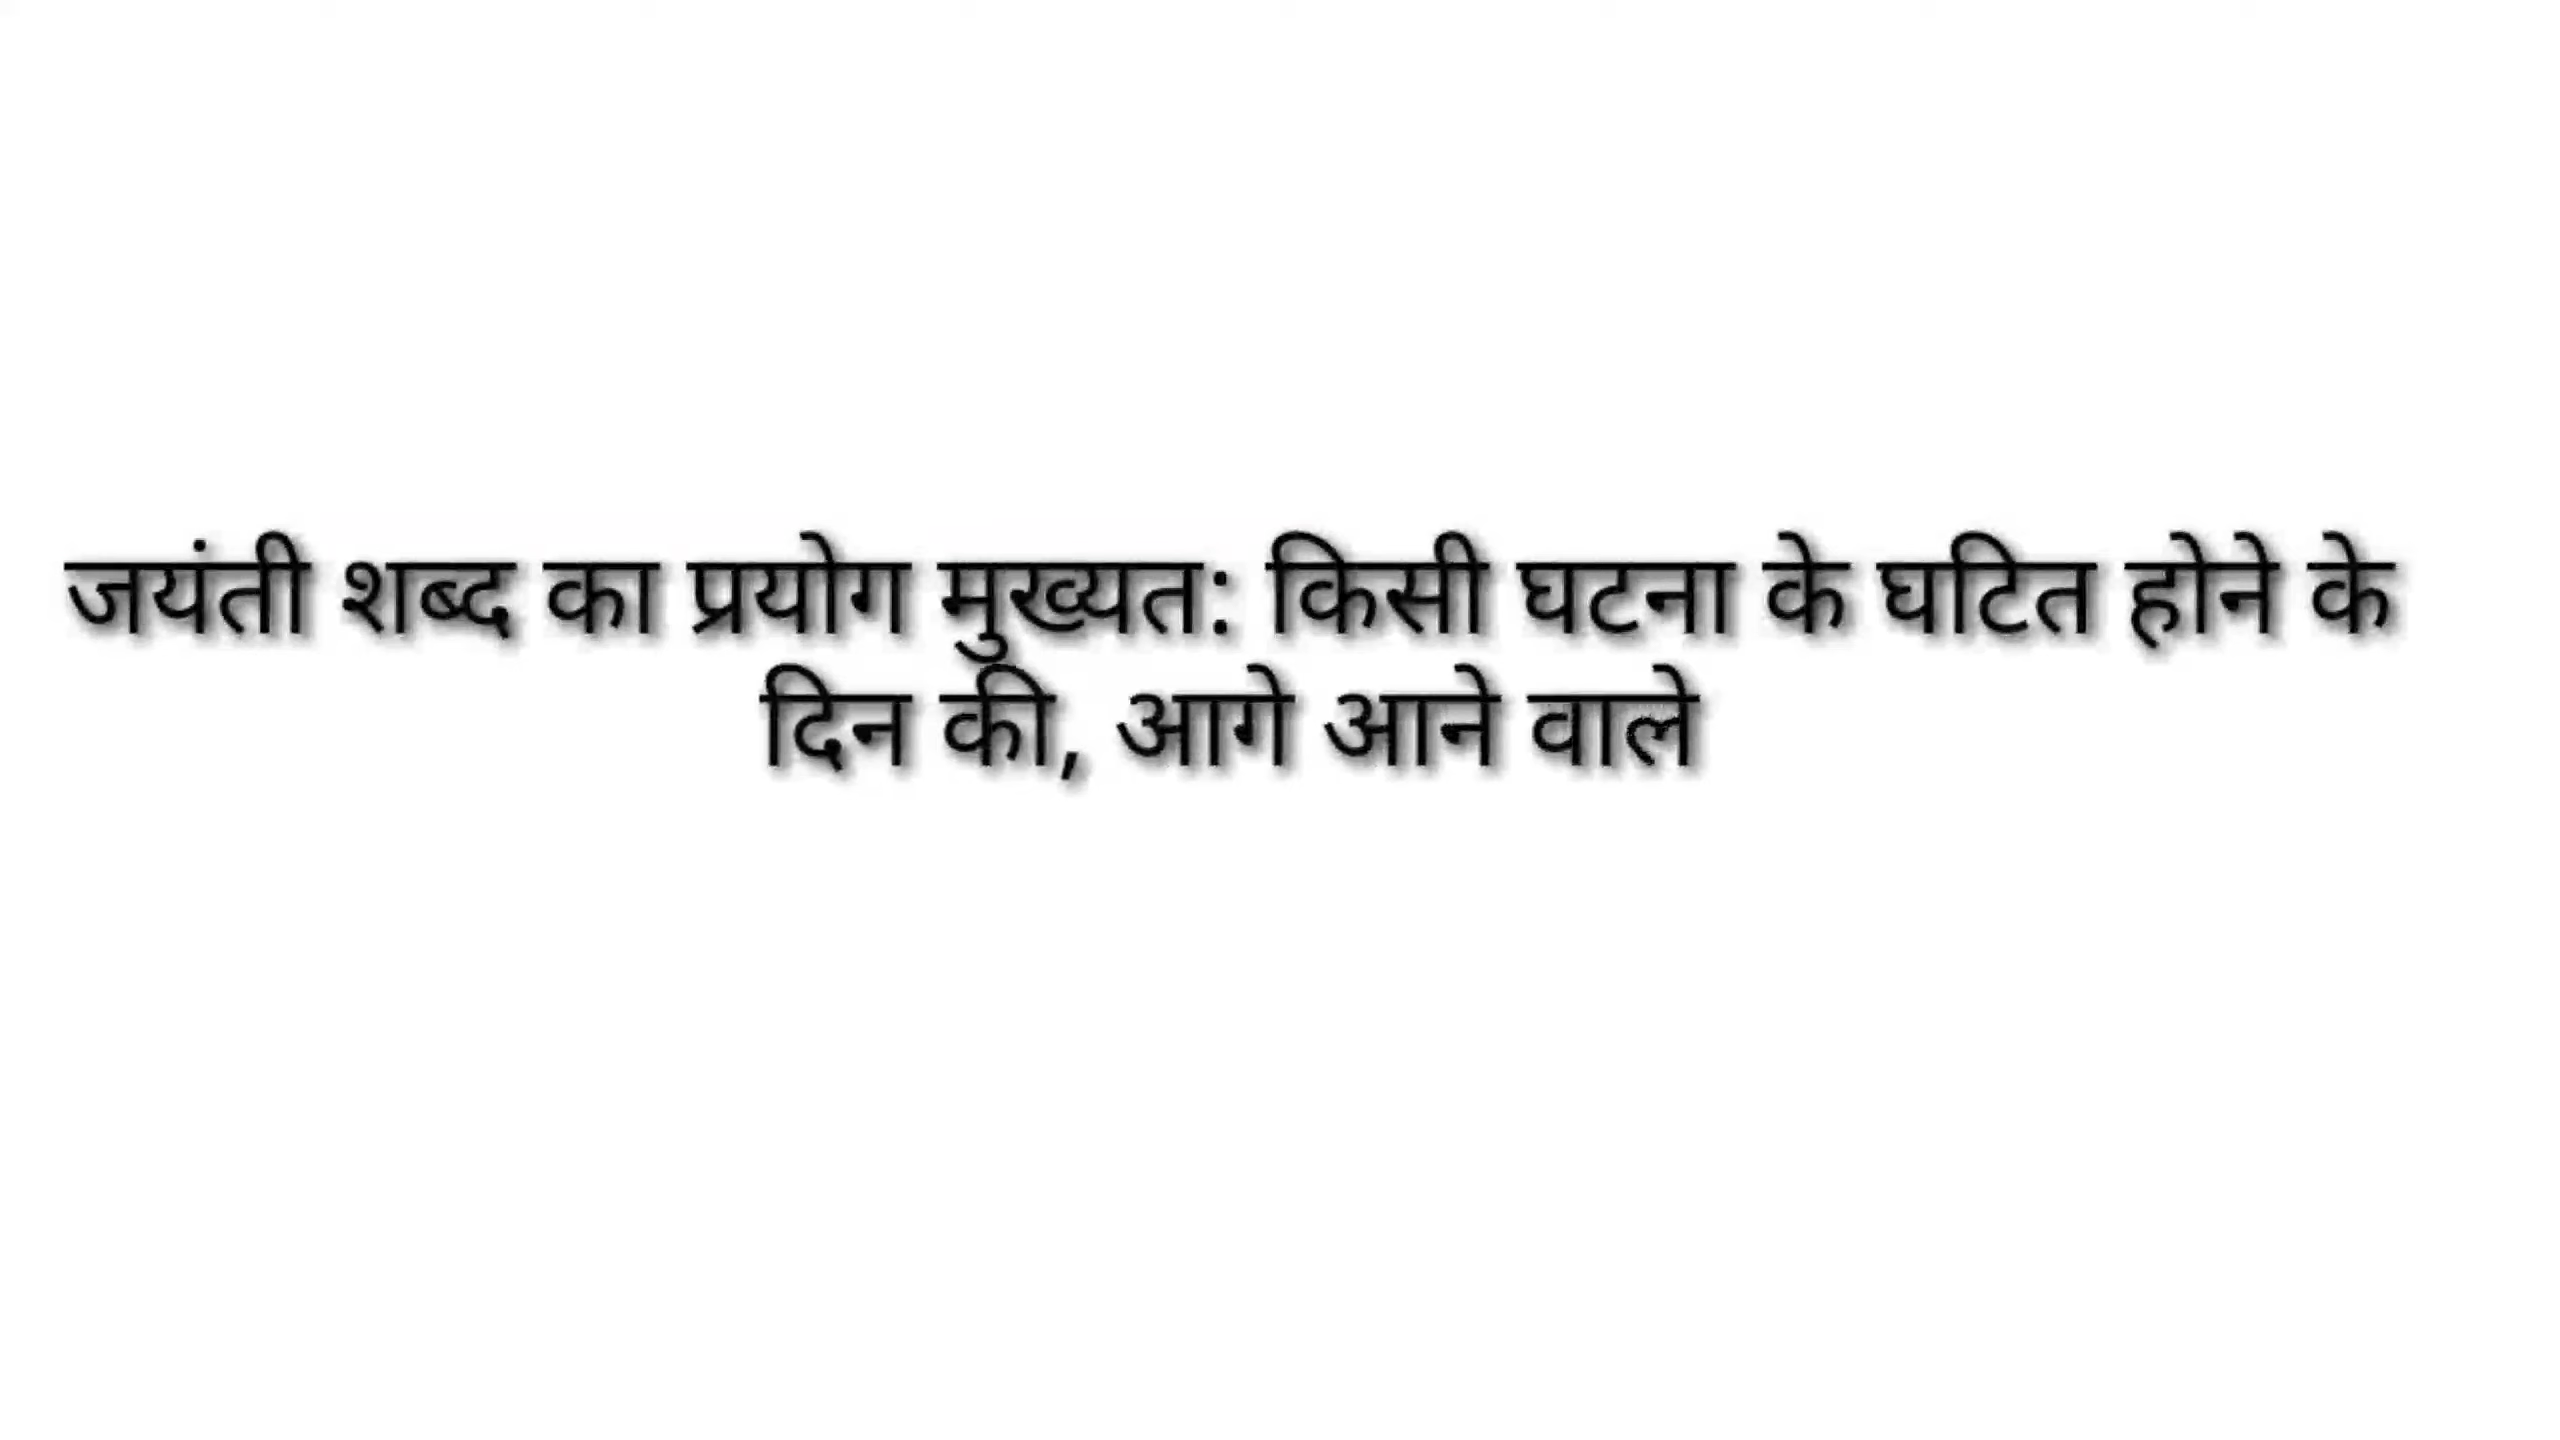 जयंती शब्द का प्रयोग मुख्यत: किसी घटना के घटित होने के
दिन की, आगे आने वाले